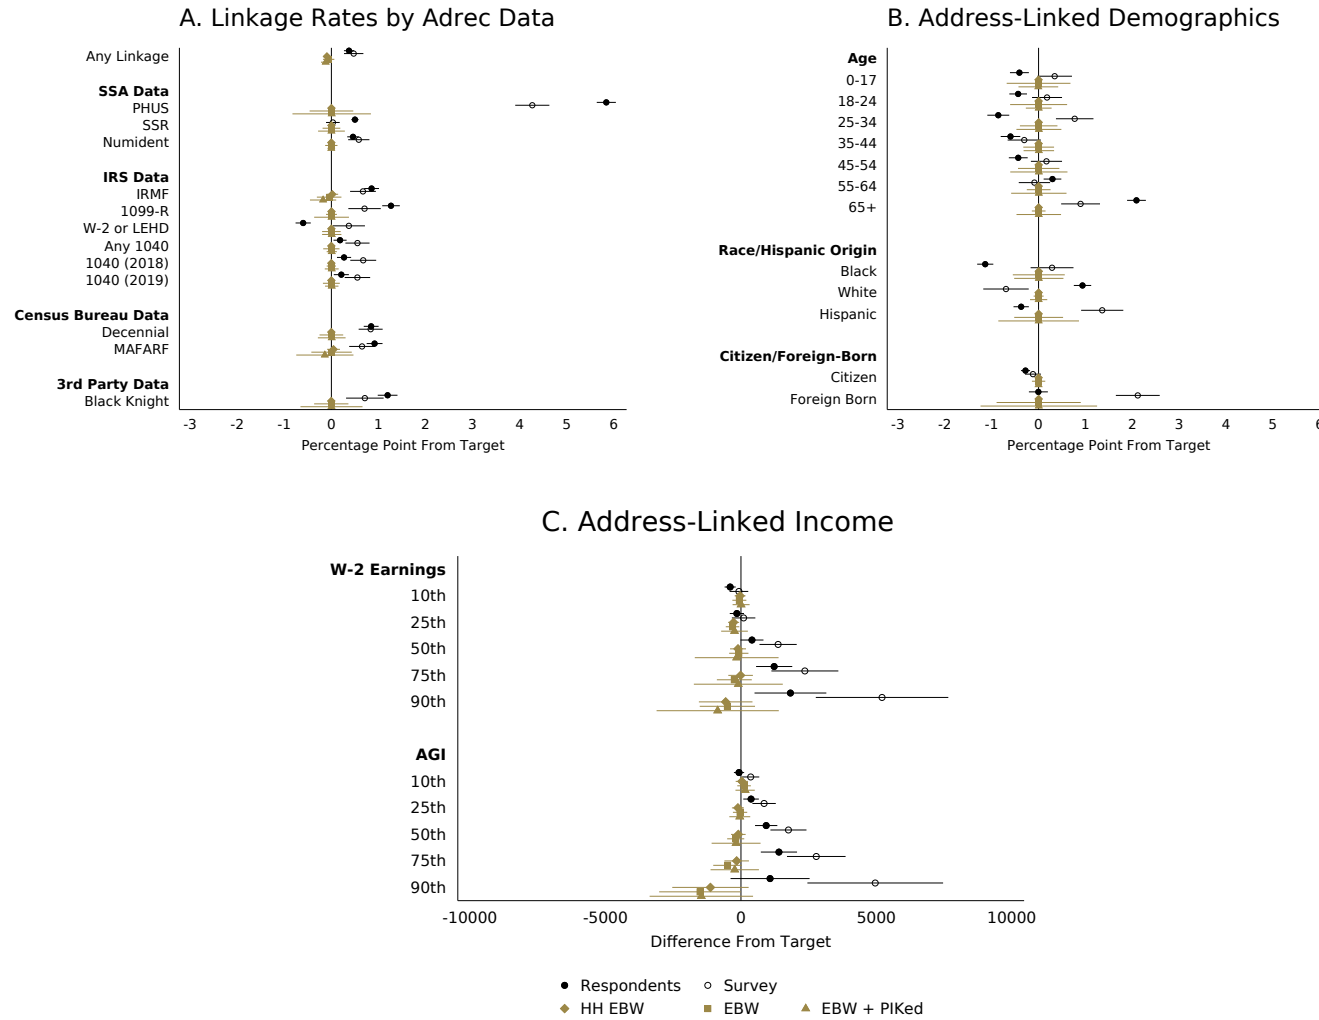 A. Linkage Rates by Adrec Data
Any Linkage
SSA Data
PHUS
SSR
Numident
IRS Data
IRMF
1099-R
W-2 or LEHD
Any 1040
1040 (2018)
1040 (2019)
Census Bureau Data
Decennial
MAFARF
3rd Party Data
Black Knight
-3 -2 -1 0 1 2 3 4 5 6
Percentage Point From Target
B. Address-Linked Demographics
Age
0-17
18-24
25-34
35-44
45-54
55-64
65+
Race/Hispanic Origin
Black
White
Hispanic
Citizen/Foreign-Born
Citizen
Foreign Born
-3 -2 -1 0 1 2 3 4 5 6
Percentage Point From Target
C. Address-Linked Income
W-2 Earnings
10th
25th
50th
75th
90th
AGI
10th
25th
50th
75th
90th
-10000 -5000 0 5000 10000
Difference From Target
Respondents Survey
HH EBW EBW EBW + PIKed